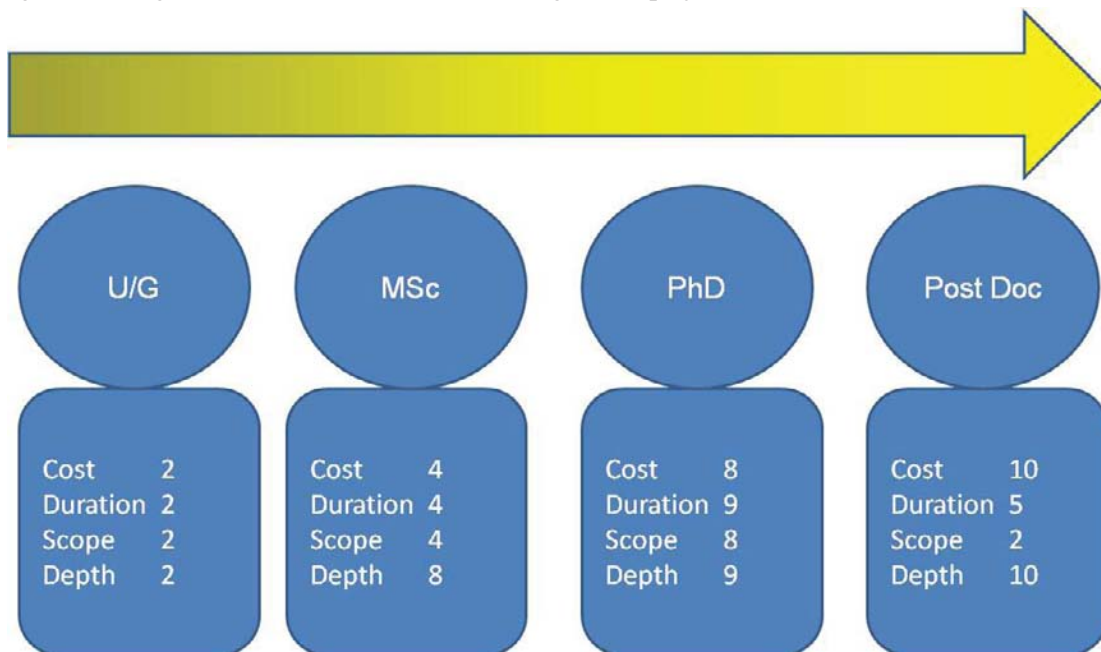 U/G
MSc
PhD
Post Doc
Cost 2
Duration 2
Scope 2
Depth 2
Cost 4
Duration 4
Scope 4
Depth 8
Cost 8
Duration 9
Scope 8
Depth 9
Cost 10
Duration 5
Scope 2
Depth 10